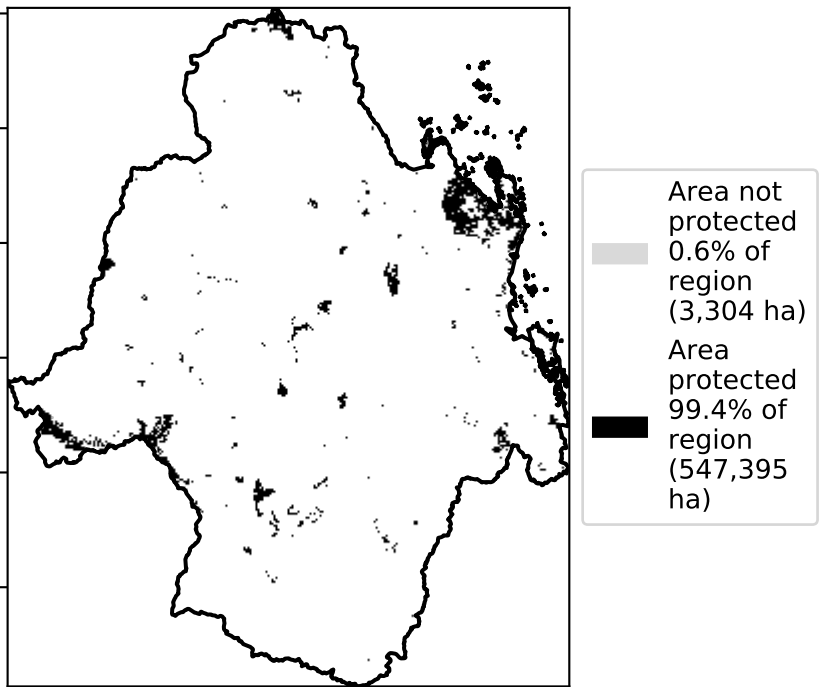 Area not
protected
0.6% of
region
(3,304 ha)
Area
protected
99.4% of
region
(547,395
ha)